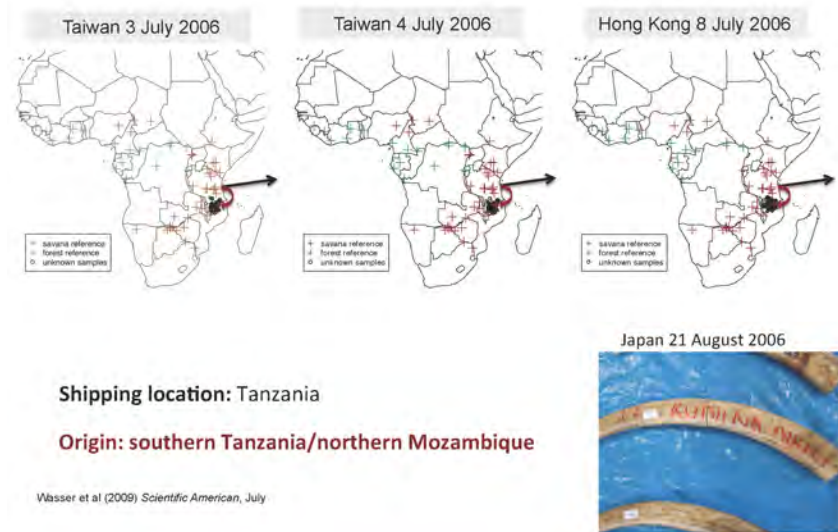 Taiwan 3 July 2006
Taiwan 4 July 2006
Hong Kong 8 July 2006
savana reference
forest reference
unknown samples
savana reference
forest reference
unknown samples
savana reference
forest reference
unknown samples
Japan 21 August 2006
Shipping location: Tanzania
Origin: southern Tanzania/northern Mozambique
Wasser et al (2009) Scientific American, July